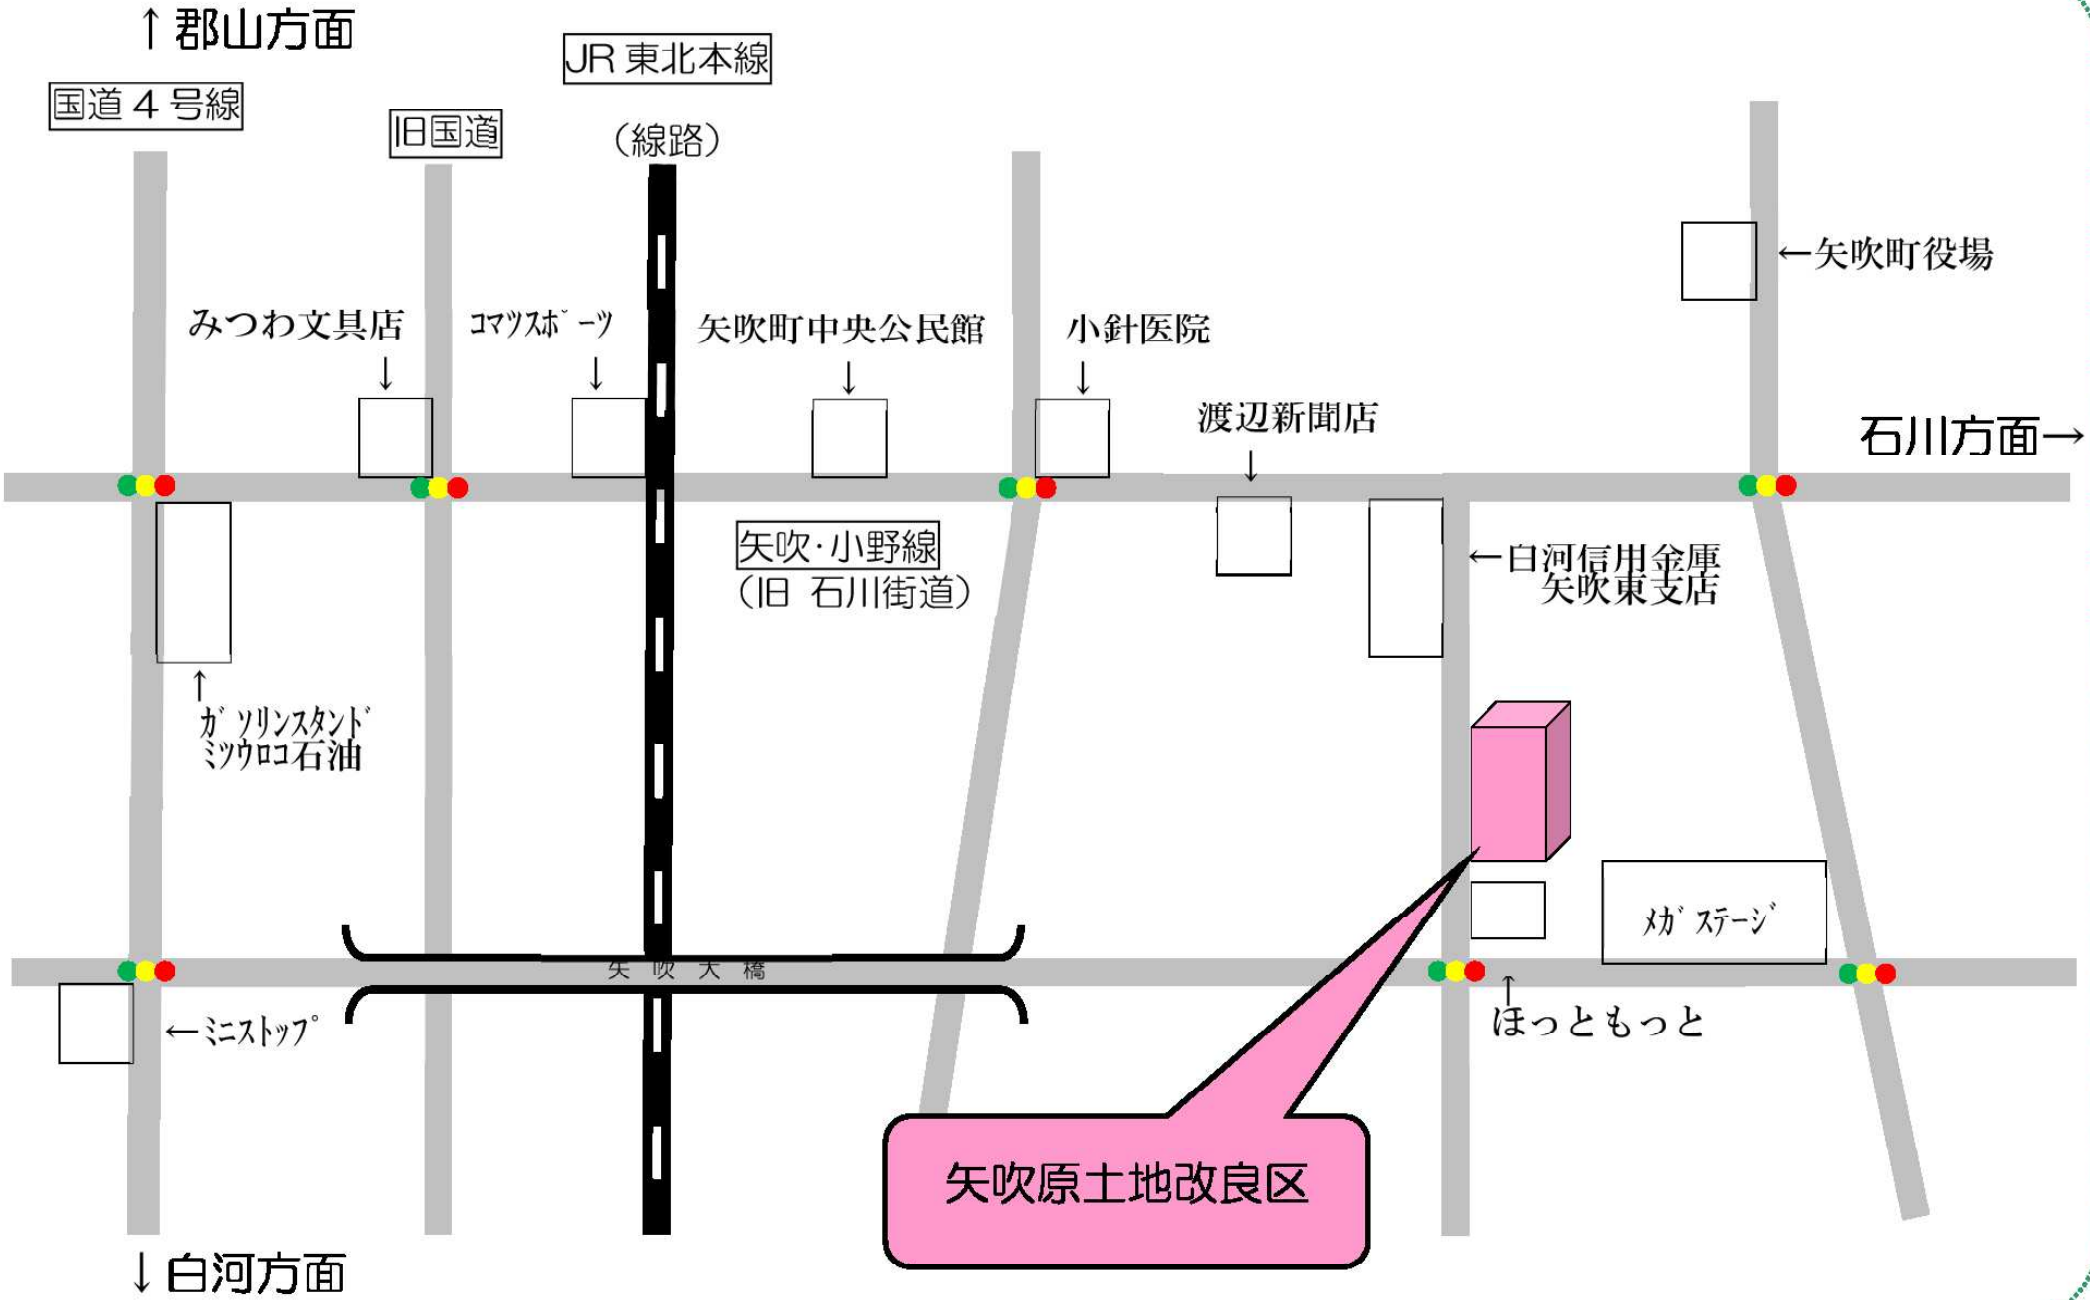 ↑郡山方面
JR 東北本線
国道4号線
旧国道
（線路）
←矢吹町役場
みつわ文具店
↓
ｺﾏﾂｽﾎﾟｰﾂ
↓
矢吹町中央公民館
↓
小針医院
↓
渡辺新聞店
↓
石川方面→
矢吹・小野線
（旧 石川街道）
←白河信用金庫
矢吹東支店
↑
ｶﾞｿﾘﾝｽﾀﾝﾄﾞ
ﾐﾂｳﾛｺ石油
ﾒｶﾞｽﾃｰｼﾞ
矢吹大橋
←ﾐﾆｽﾄｯﾌﾟ
↑
ほっともっと
矢吹原土地改良区
↓白河方面